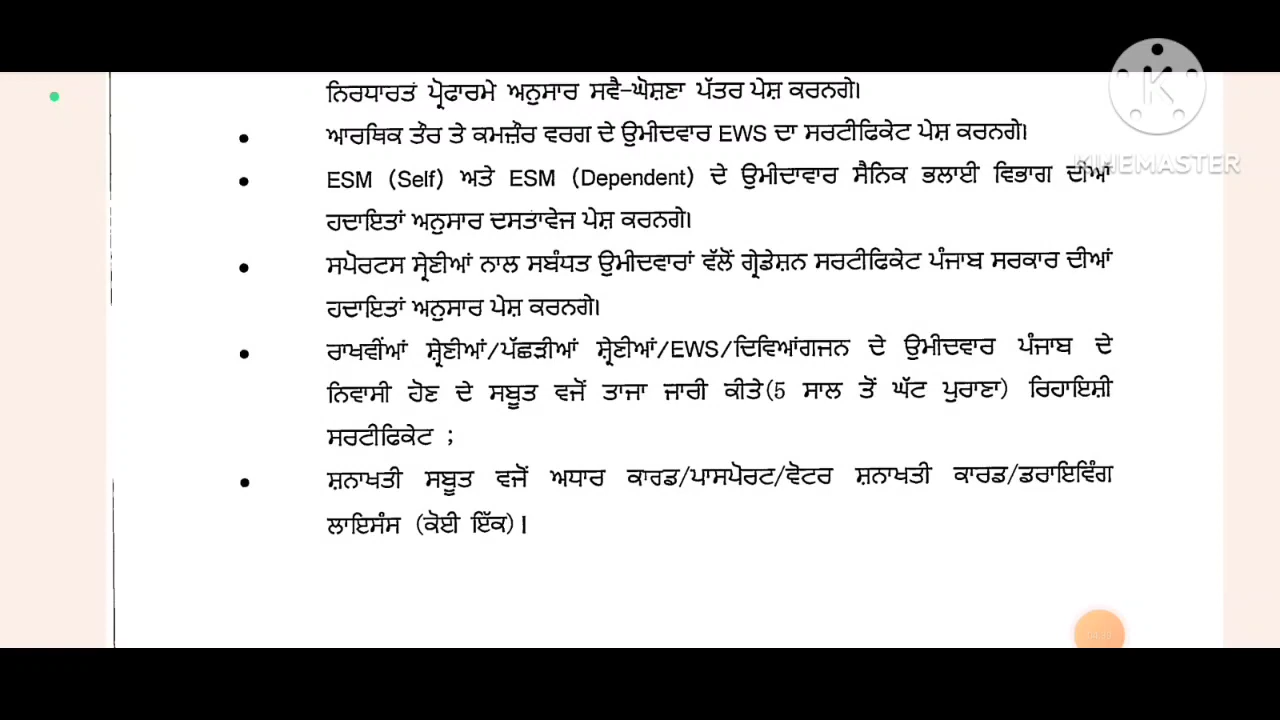 ਨਿਰਧਾਰਤ ਪ੍ਰੋਫਾਰਮੇ ਅਨੁਸਾਰ ਸਵੈ-ਘੋਸ਼ਣਾ ਪੱਤਰ ਪੇਸ਼ ਕਰਨਗੇ।
• ਆਰਥਿਕ ਤੌਰ ਤੇ ਕਮਜ਼ੋਰ ਵਰਗ ਦੇ ਉਮੀਦਵਾਰ EWS ਦਾ ਸਰਟੀਫਿਕੇਟ ਪੇਸ਼ ਕਰਨਗੇ।
• ESM (Self) ਅਤੇ ESM (Dependent) ਦੇ ਉਮੀਦਾਵਾਰ ਸੈਨਿਕ ਭਲਾਈ ਵਿਭਾਗ ਦੀਆਂ
ਹਦਾਇਤਾਂ ਅਨੁਸਾਰ ਦਸਤਾਵੇਜ ਪੇਸ਼ ਕਰਨਗੇ।
• ਸਪੋਰਟਸ ਸ਼੍ਰੇਣੀਆਂ ਨਾਲ ਸਬੰਧਤ ਉਮੀਦਵਾਰਾਂ ਵੱਲੋਂ ਗ੍ਰੇਡੇਸ਼ਨ ਸਰਟੀਫਿਕੇਟ ਪੰਜਾਬ ਸਰਕਾਰ ਦੀਆਂ
ਹਦਾਇਤਾਂ ਅਨੁਸਾਰ ਪੇਸ਼ ਕਰਨਗੇ।
• ਰਾਖਵੀਂਆਂ ਸ਼੍ਰੇਣੀਆਂ/ਪੱਛੜੀਆਂ ਸ਼੍ਰੇਣੀਆਂ/EWS/ਦਿਵਿਆਂਗਜਨ ਦੇ ਉਮੀਦਵਾਰ ਪੰਜਾਬ ਦੇ
ਨਿਵਾਸੀ ਹੋਣ ਦੇ ਸਬੂਤ ਵਜੋਂ ਤਾਜਾ ਜਾਰੀ ਕੀਤੇ(5 ਸਾਲ ਤੋਂ ਘੱਟ ਪੁਰਾਣਾ) ਰਿਹਾਇਸ਼ੀ
ਸਰਟੀਫਿਕੇਟ ;
• ਸ਼ਨਾਖਤੀ ਸਬੂਤ ਵਜੋਂ ਅਧਾਰ ਕਾਰਡ/ਪਾਸਪੋਰਟ/ਵੋਟਰ ਸ਼ਨਾਖਤੀ ਕਾਰਡ/ਡਰਾਇਵਿੰਗ
ਲਾਇਸੰਸ (ਕੋਈ ਇੱਕ)।
K
KINEMASTER